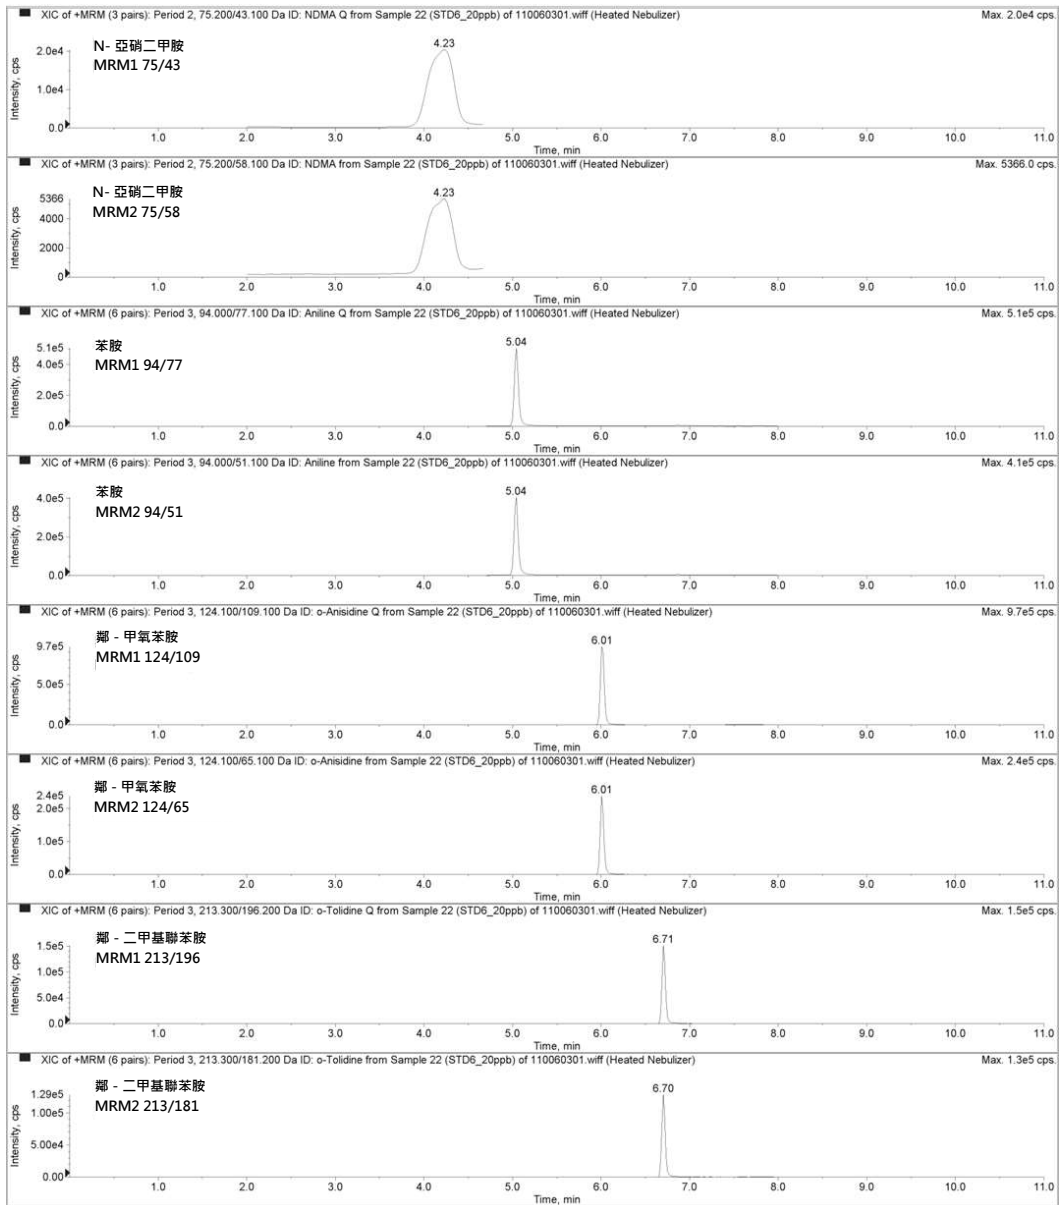 XIC of +MRM (3 pairs): Period 2, 75.200/43.100 Da ID: NDMA Q from Sample 22 (STD6_20ppb) of 110060301.wiff (Heated Nebulizer) Max. 2.0e4 cps.
N- 亞硝二甲胺
MRM1 75/43
4.23
Intensity, cps
2.0e4
1.0e4
0.0
1.0 2.0 3.0 4.0 5.0 6.0 7.0 8.0 9.0 10.0 11.0
Time, min
XIC of +MRM (3 pairs): Period 2, 75.200/58.100 Da ID: NDMA from Sample 22 (STD6_20ppb) of 110060301.wiff (Heated Nebulizer) Max. 5366.0 cps.
N- 亞硝二甲胺
MRM2 75/58
4.23
Intensity, cps
5366
4000
2000
0
1.0 2.0 3.0 4.0 5.0 6.0 7.0 8.0 9.0 10.0 11.0
Time, min
XIC of +MRM (6 pairs): Period 3, 94.000/77.100 Da ID: Aniline Q from Sample 22 (STD6_20ppb) of 110060301.wiff (Heated Nebulizer) Max. 5.1e5 cps.
苯胺
MRM1 94/77
5.04
Intensity, cps
5.1e5
4.0e5
2.0e5
0.0
1.0 2.0 3.0 4.0 5.0 6.0 7.0 8.0 9.0 10.0 11.0
Time, min
XIC of +MRM (6 pairs): Period 3, 94.000/51.100 Da ID: Aniline from Sample 22 (STD6_20ppb) of 110060301.wiff (Heated Nebulizer) Max. 4.1e5 cps.
苯胺
MRM2 94/51
5.04
Intensity, cps
4.0e5
2.0e5
0.0
1.0 2.0 3.0 4.0 5.0 6.0 7.0 8.0 9.0 10.0 11.0
Time, min
XIC of +MRM (6 pairs): Period 3, 124.100/109.100 Da ID: o-Anisidine Q from Sample 22 (STD6_20ppb) of 110060301.wiff (Heated Nebulizer) Max. 9.7e5 cps.
鄰 - 甲氧苯胺
MRM1 124/109
6.01
Intensity, cps
9.7e5
5.0e5
0.0
1.0 2.0 3.0 4.0 5.0 6.0 7.0 8.0 9.0 10.0 11.0
Time, min
XIC of +MRM (6 pairs): Period 3, 124.100/65.100 Da ID: o-Anisidine from Sample 22 (STD6_20ppb) of 110060301.wiff (Heated Nebulizer) Max. 2.4e5 cps.
鄰 - 甲氧苯胺
MRM2 124/65
6.01
Intensity, cps
2.4e5
2.0e5
1.0e5
0.0
1.0 2.0 3.0 4.0 5.0 6.0 7.0 8.0 9.0 10.0 11.0
Time, min
XIC of +MRM (6 pairs): Period 3, 213.300/196.200 Da ID: o-Tolidine Q from Sample 22 (STD6_20ppb) of 110060301.wiff (Heated Nebulizer) Max. 1.5e5 cps.
鄰 - 二甲基聯苯胺
MRM1 213/196
6.71
Intensity, cps
1.5e5
1.0e5
5.0e4
0.0
1.0 2.0 3.0 4.0 5.0 6.0 7.0 8.0 9.0 10.0 11.0
Time, min
XIC of +MRM (6 pairs): Period 3, 213.300/181.200 Da ID: o-Tolidine from Sample 22 (STD6_20ppb) of 110060301.wiff (Heated Nebulizer) Max. 1.3e5 cps.
鄰 - 二甲基聯苯胺
MRM2 213/181
6.70
Intensity, cps
1.29e5
1.00e5
5.00e4
0.00
1.0 2.0 3.0 4.0 5.0 6.0 7.0 8.0 9.0 10.0 11.0
Time, min